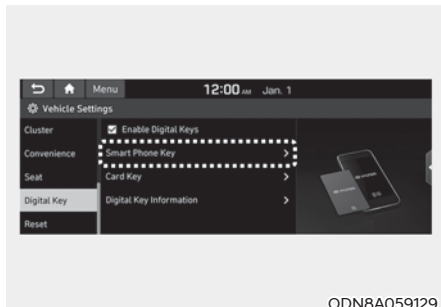 Menu 12:00 AM Jan. 1
Vehicle Settings
Cluster
Enable Digital Keys
Convenience
Smart Phone Key
Seat
Card Key
Digital Key
Digital Key Information
Reset
ODN8A059129